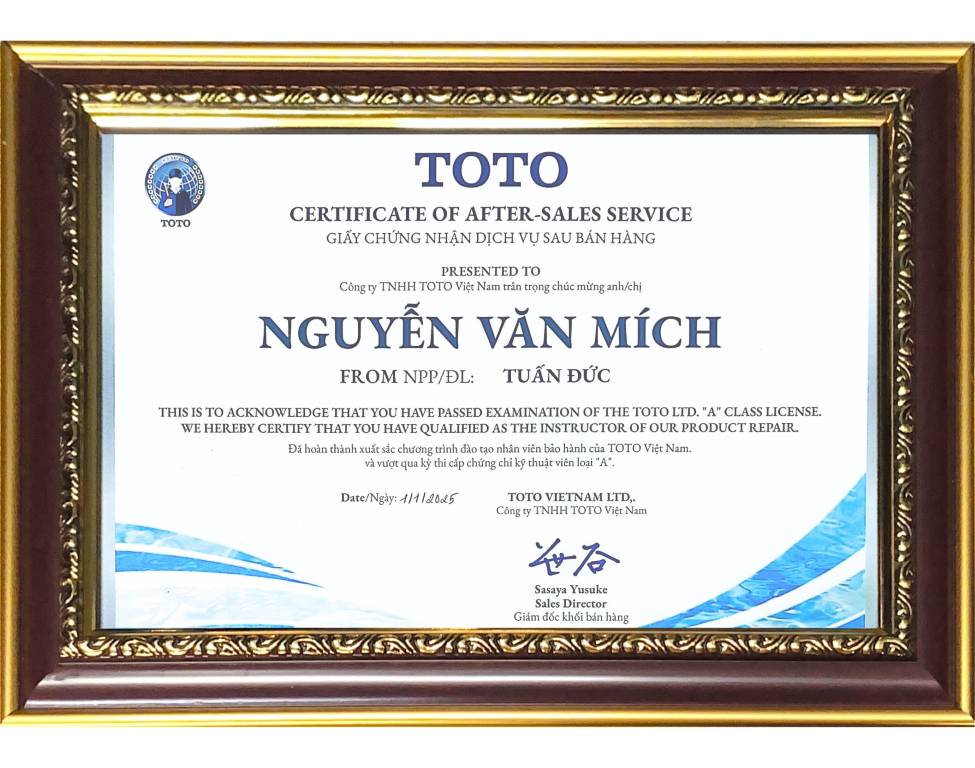 TOTO
TOTO
CERTIFICATE OF AFTER-SALES SERVICE
GIẤY CHỨNG NHẬN DỊCH VỤ SAU BÁN HÀNG
PRESENTED TO
Công ty TNHH TOTO Việt Nam trân trọng chúc mừng anh/chị
NGUYỄN VĂN MÍCH
FROM NPP/ĐL: TUẤN ĐỨC
THIS IS TO ACKNOWLEDGE THAT YOU HAVE PASSED EXAMINATION OF THE TOTO LTD. "A" CLASS LICENSE.
WE HEREBY CERTIFY THAT YOU HAVE QUALIFIED AS THE INSTRUCTOR OF OUR PRODUCT REPAIR.
Đã hoàn thành xuất sắc chương trình đào tạo nhân viên bảo hành của TOTO Việt Nam.
và vượt qua kỳ thi cấp chứng chỉ kỹ thuật viên loại "A".
Date/Ngày: 1/1/2025
TOTO VIETNAM LTD,.
Công ty TNHH TOTO Việt Nam
笹谷
Sasaya Yusuke
Sales Director
Giám đốc khối bán hàng